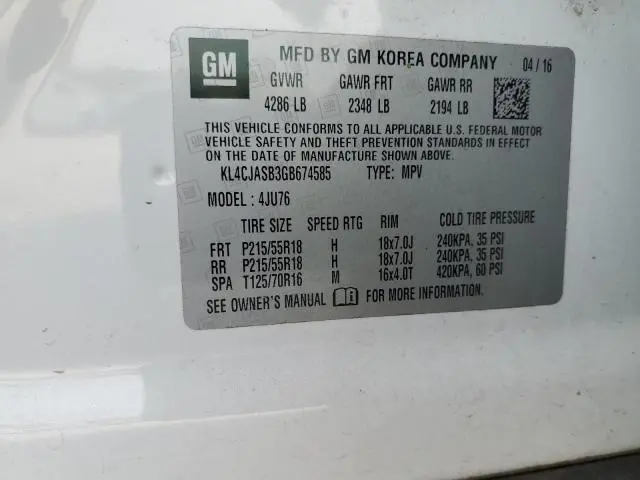 GM MFD BY GM KOREA COMPANY 04 / 16
GVWR GAWR FRT GAWR RR
4286 LB 2348 LB 2194 LB
THIS VEHICLE CONFORMS TO ALL APPLICABLE U.S. FEDERAL MOTOR
VEHICLE SAFETY AND THEFT PREVENTION STANDARDS IN EFFECT
ON THE DATE OF MANUFACTURE SHOWN ABOVE.
KL4CJASB3GB674585 TYPE: MPV
MODEL : 4JU76
TIRE SIZE SPEED RTG RIM COLD TIRE PRESSURE
FRT P215/55R18 H 18x7.0J 240KPA, 35 PSI
RR P215/55R18 H 18x7.0J 240KPA, 35 PSI
SPA T125/70R16 M 16x4.0T 420KPA, 60 PSI
SEE OWNER'S MANUAL FOR MORE INFORMATION.